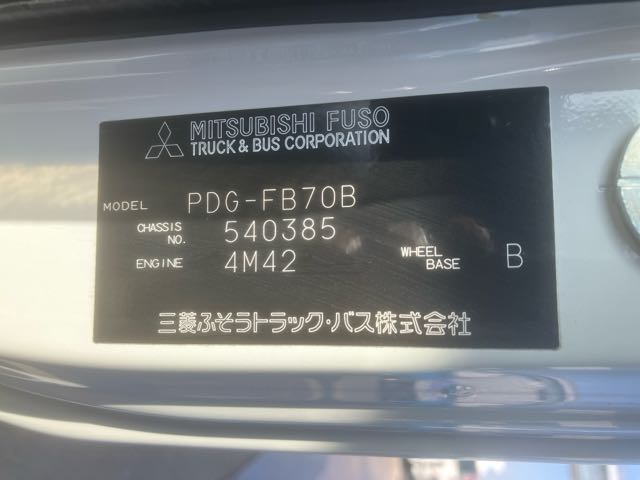 MITSUBISHI FUSO
TRUCK & BUS CORPORATION
MODEL PDG-FB70B
CHASSIS NO. 540385
ENGINE 4M42 WHEEL BASE B
三菱ふそうトラック・バス株式会社